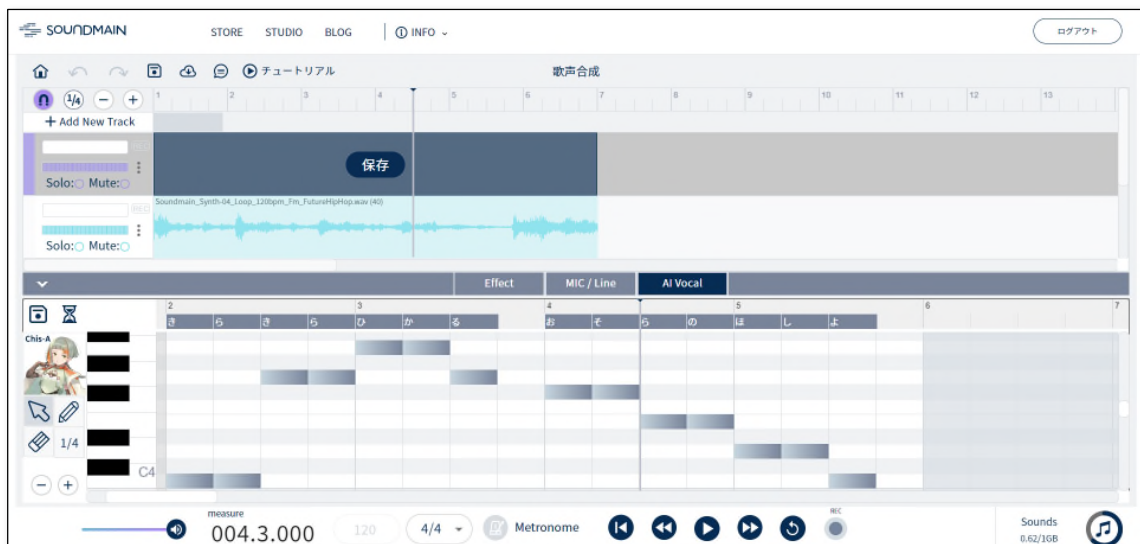 SOUNDMAIN STORE STUDIO BLOG INFO ログアウト
チュートリアル 歌声合成
1/4 1 2 3 4 5 6 7 8 9 10 11 12 13
+ Add New Track
保存
Solo: Mute:
Soundmain_Synth-04_Loop_120bpm_Fm_FutureHipHop.wav (40)
Solo: Mute:
Effect MIC / Line AI Vocal
2 3 4 5 6 7
き ら き ら ひ か る お そ ら の ほ し よ
Chis-A
1/4
C4
measure REC
004.3.000 120 4/4 Metronome Sounds
0.62/1GB